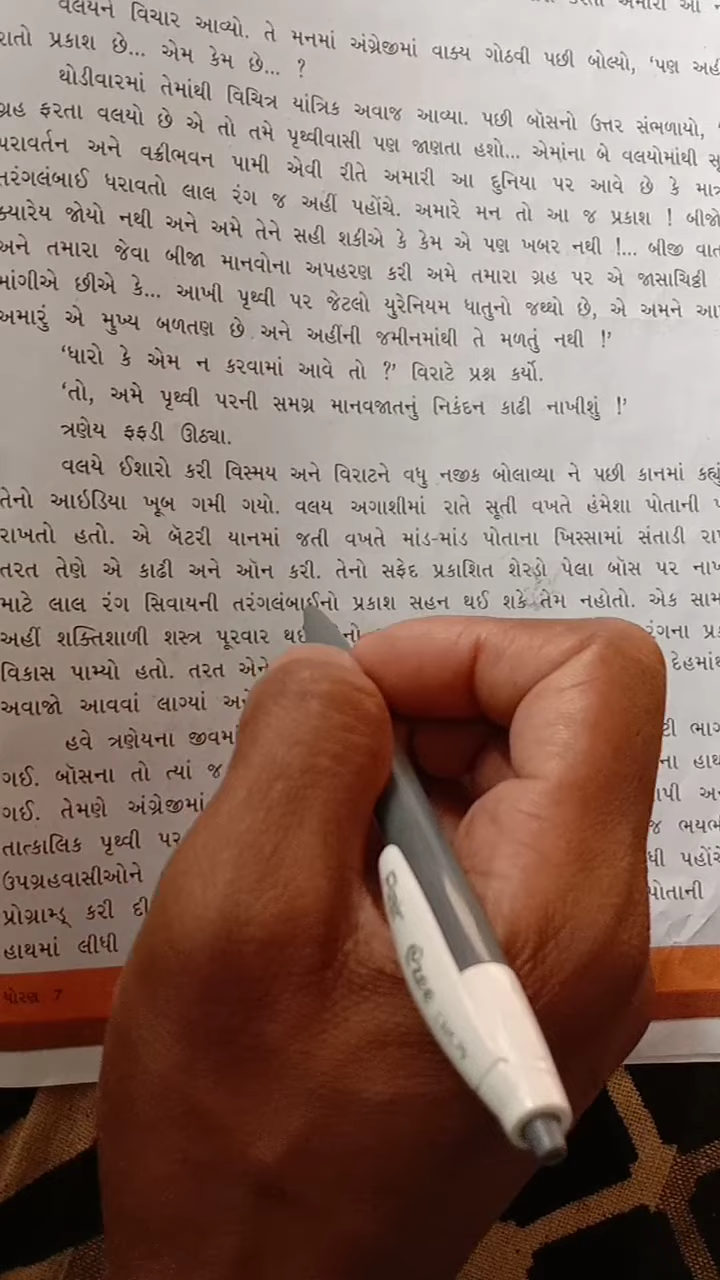 વલયને વિચાર આવ્યો. તે મનમાં અંગ્રેજીમાં વાક્ય ગોઠવી પછી બોલ્યો, ‘પણ અહીં
રાતો પ્રકાશ છે... એમ કેમ છે... ?
થોડીવારમાં તેમાંથી વિચિત્ર યાંત્રિક અવાજ આવ્યા. પછી બૉસનો ઉત્તર સંભળાયો,
ગ્રહ ફરતા વલયો છે એ તો તમે પૃથ્વીવાસી પણ જાણતા હશો... એમાંના બે વલયોમાંથી
પરાવર્તન અને વક્રીભવન પામી એવી રીતે અમારી આ દુનિયા પર આવે છે કે માત્ર
તરંગલંબાઈ ધરાવતો લાલ રંગ જ અહીં પહોંચે. અમારે મન તો આ જ પ્રકાશ ! બીજો
ક્યારેય જોયો નથી અને અમે તેને સહી શકીએ કે કેમ એ પણ ખબર નથી !... બીજી વાત
અને તમારા જેવા બીજા માનવોના અપહરણ કરી અમે તમારા ગ્રહ પર એ જાસાચિઠ્ઠી
માંગીએ છીએ કે... આખી પૃથ્વી પર જેટલો યુરેનિયમ ધાતુનો જથ્થો છે, એ અમને
અમારું એ મુખ્ય બળતણ છે અને અહીંની જમીનમાંથી તે મળતું નથી !’
‘ધારો કે એમ ન કરવામાં આવે તો ?’ વિરાટે પ્રશ્ન કર્યો.
‘તો, અમે પૃથ્વી પરની સમગ્ર માનવજાતનું નિકંદન કાઢી નાખીશું !’
ત્રણેય ફફડી ઊઠ્યા.
વલયે ઈશારો કરી વિસ્મય અને વિરાટને વધુ નજીક બોલાવ્યા ને પછી કાનમાં કહ્યું
તેનો આઇડિયા ખૂબ ગમી ગયો. વલય અગાશીમાં રાતે સૂતી વખતે હંમેશા પોતાની
રાખતો હતો. એ બૅટરી યાનમાં જતી વખતે માંડ-માંડ પોતાના ખિસ્સામાં સંતાડી
તરત તેણે એ કાઢી અને ઑન કરી. તેનો સફેદ પ્રકાશિત શેરડો પેલા બૉસ પર
માટે લાલ રંગ સિવાયની તરંગલંબાઈનો પ્રકાશ સહન થઈ શકે તેમ નહોતો. એક
અહીં શક્તિશાળી શસ્ત્ર પૂરવાર થઈ
વિકાસ પામ્યો હતો. તરત એને
અવાજો આવવાં લાગ્યાં
હવે ત્રણેયના
ગઈ. બૉસના તો ત્યાં જ
ગઈ. તેમણે અંગ્રેજીમાં
તાત્કાલિક પૃથ્વી પર
ઉપગ્રહવાસીઓને
પ્રોગ્રામ્ડ્ કરી દી
હાથમાં લીધી પોતાની
ધોરણ 7